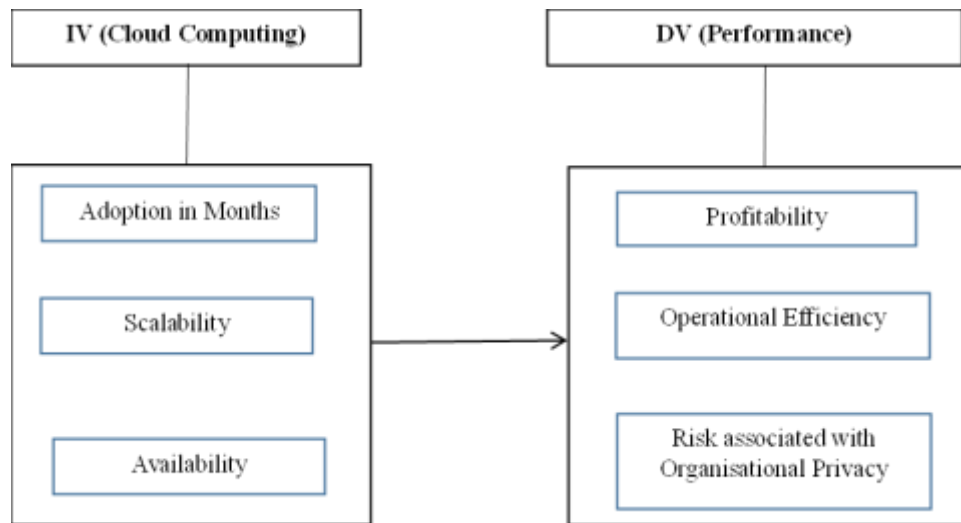 IV (Cloud Computing)
DV (Performance)
Adoption in Months
Scalability
Availability
Profitability
Operational Efficiency
Risk associated with
Organisational Privacy